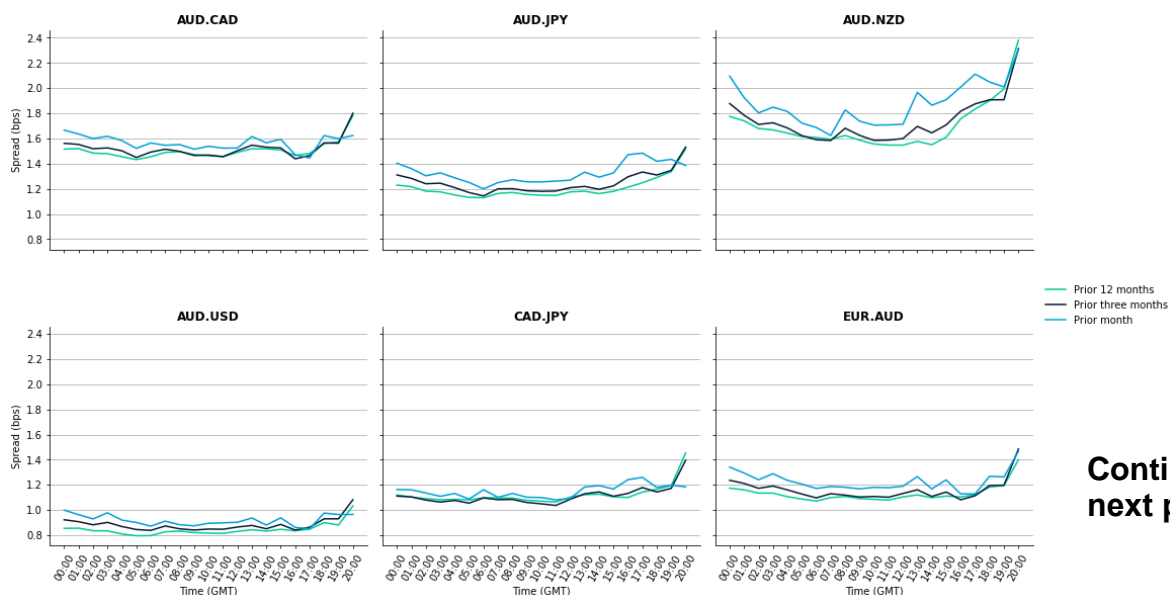 AUD.CAD
AUD.JPY
AUD.NZD
2.4
2.2
2.0
1.8
1.6
1.4
1.2
1.0
0.8
Spread (bps)
Prior 12 months
Prior three months
Prior month
AUD.USD
CAD.JPY
EUR.AUD
2.4
2.2
2.0
1.8
1.6
1.4
1.2
1.0
0.8
Spread (bps)
Conti
next p
00:00 01:00 02:00 03:00 04:00 05:00 06:00 07:00 08:00 09:00 10:00 11:00 12:00 13:00 14:00 15:00 16:00 17:00 18:00 19:00 20:00
00:00 01:00 02:00 03:00 04:00 05:00 06:00 07:00 08:00 09:00 10:00 11:00 12:00 13:00 14:00 15:00 16:00 17:00 18:00 19:00 20:00
00:00 01:00 02:00 03:00 04:00 05:00 06:00 07:00 08:00 09:00 10:00 11:00 12:00 13:00 14:00 15:00 16:00 17:00 18:00 19:00 20:00
Time (GMT)
Time (GMT)
Time (GMT)